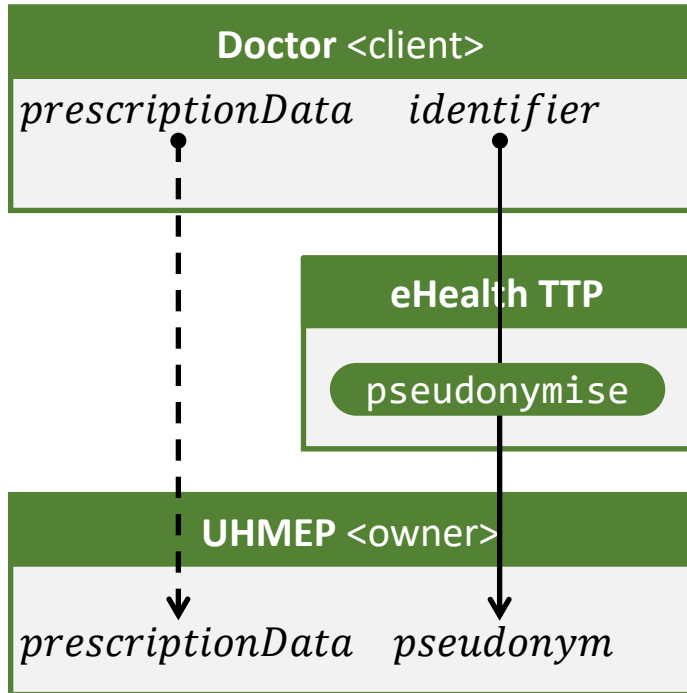 Doctor <client>
prescriptionData identifier
eHealth TTP
pseudonymise
UHMEP <owner>
prescriptionData pseudonym